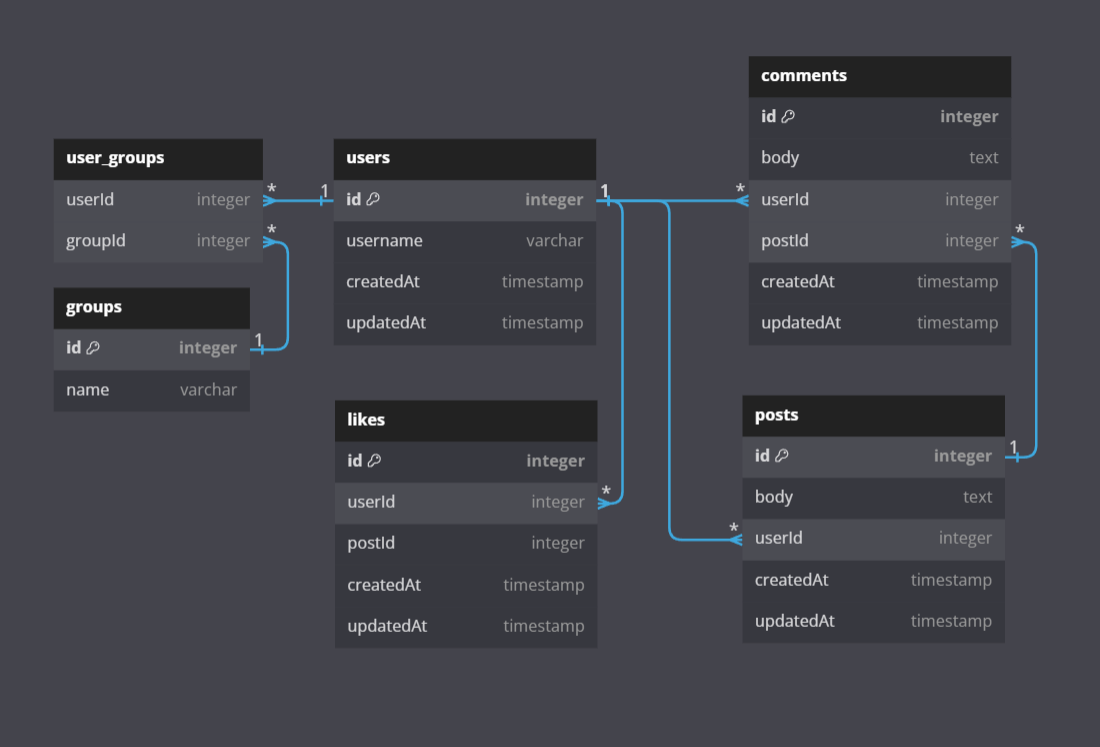 user_groups
userId integer
groupId integer
* 1
*
groups
id integer
name varchar
1
users
id integer
username varchar
createdAt timestamp
updatedAt timestamp
1 *
likes
id integer
userId integer
postId integer
createdAt timestamp
updatedAt timestamp
*
comments
id integer
body text
userId integer
postId integer
createdAt timestamp
updatedAt timestamp
*
posts
id integer
body text
userId integer
createdAt timestamp
updatedAt timestamp
1
*